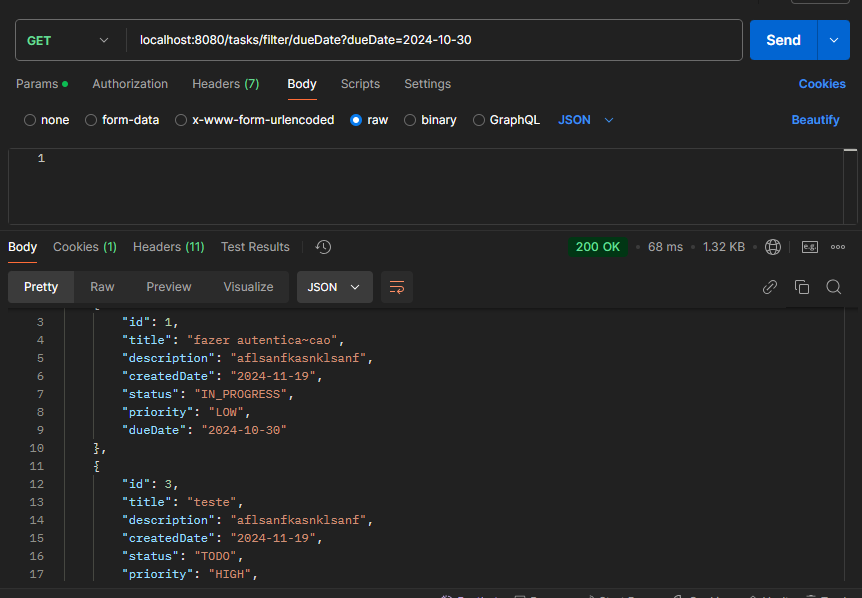 GET localhost:8080/tasks/filter/dueDate?dueDate=2024-10-30 Send
Params Authorization Headers (7) Body Scripts Settings Cookies
none form-data x-www-form-urlencoded raw binary GraphQL JSON Beautify
1
Body Cookies (1) Headers (11) Test Results 200 OK • 68 ms • 1.32 KB • e.g.
Pretty Raw Preview Visualize JSON
3 "id": 1,
4 "title": "fazer autentica~cao",
5 "description": "aflsanfkasnklsanf",
6 "createdDate": "2024-11-19",
7 "status": "IN_PROGRESS",
8 "priority": "LOW",
9 "dueDate": "2024-10-30"
10 },
11 {
12 "id": 3,
13 "title": "teste",
14 "description": "aflsanfkasnklsanf",
15 "createdDate": "2024-11-19",
16 "status": "TODO",
17 "priority": "HIGH",